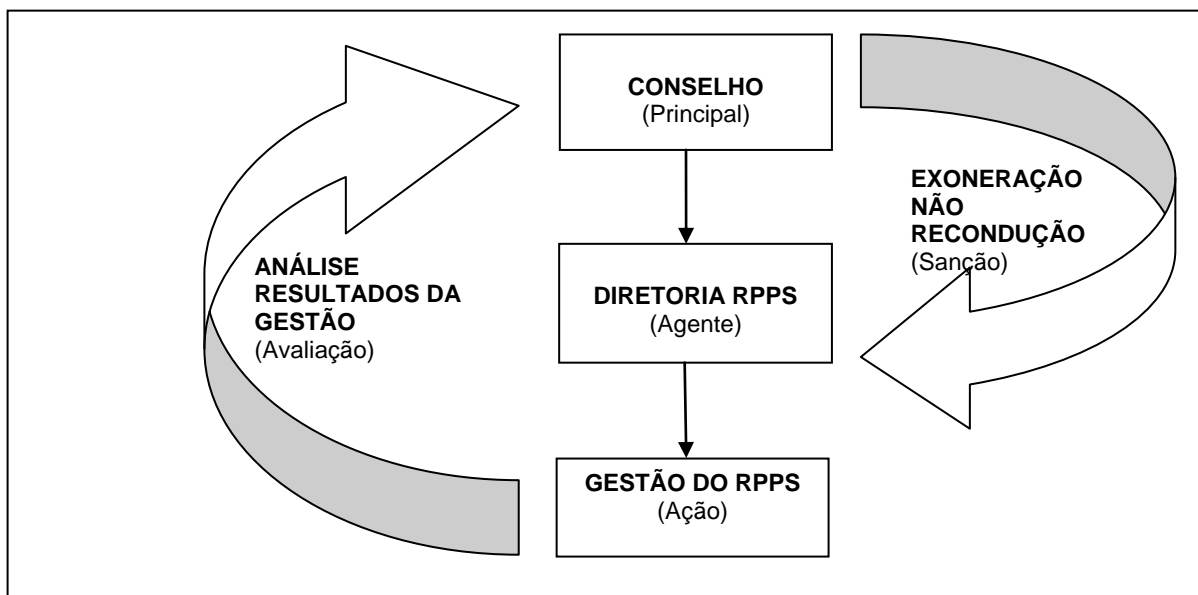 CONSELHO
(Principal)
EXONERAÇÃO
NÃO
RECONDUÇÃO
(Sanção)
ANÁLISE
RESULTADOS DA
GESTÃO
(Avaliação)
DIRETORIA RPPS
(Agente)
GESTÃO DO RPPS
(Ação)